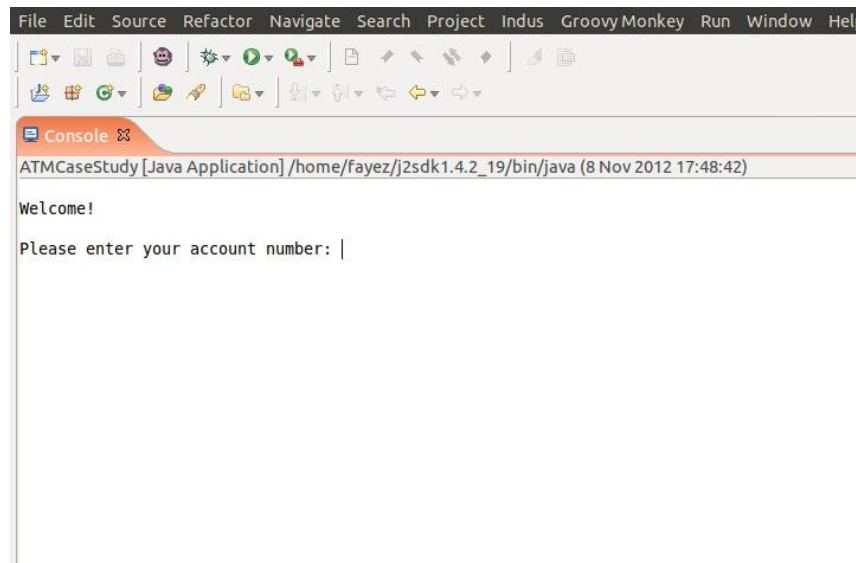 File Edit Source Refactor Navigate Search Project Indus Groovy Monkey Run Window Hel
Console
ATMCaseStudy [Java Application] /home/fayez/j2sdk1.4.2_19/bin/java (8 Nov 2012 17:48:42)
Welcome!
Please enter your account number: